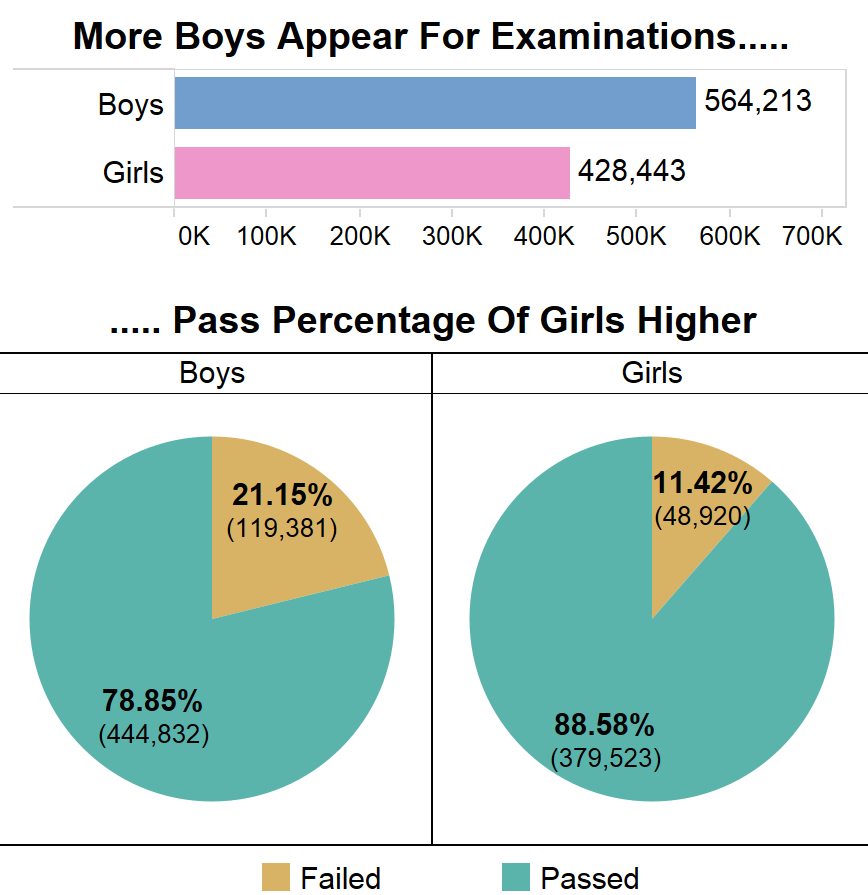 More Boys Appear For Examinations.....
Boys 564,213
Girls 428,443
0K 100K 200K 300K 400K 500K 600K 700K
..... Pass Percentage Of Girls Higher
Boys Girls
21.15%
(119,381)
78.85%
(444,832)
11.42%
(48,920)
88.58%
(379,523)
Failed Passed